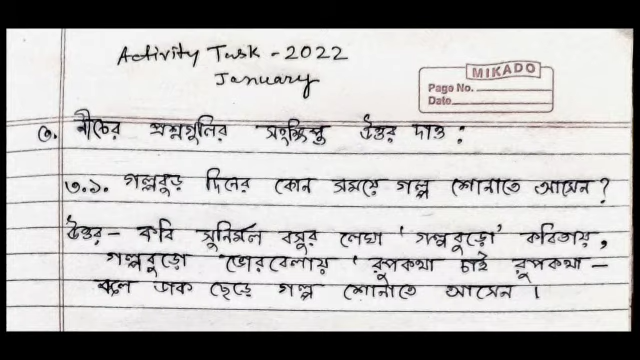 Activity Task - 2022
January
MIKADO
Page No.
Date
৩. নীচের প্রশ্নগুলির সংক্ষিপ্ত উত্তর দাও :
৩.১. গল্পবুড়ো দিনের কোন সময়ে গল্প শোনাতে আসেন ?
উত্তর - কবি সুনির্মল বসুর লেখা 'গল্পবুড়ো' কবিতায়,
গল্পবুড়ো ভোরবেলায় 'রুপকথা চাই রুপকথা -
বলে ডাক ছেড়ে গল্প শোনাতে আসেন ।